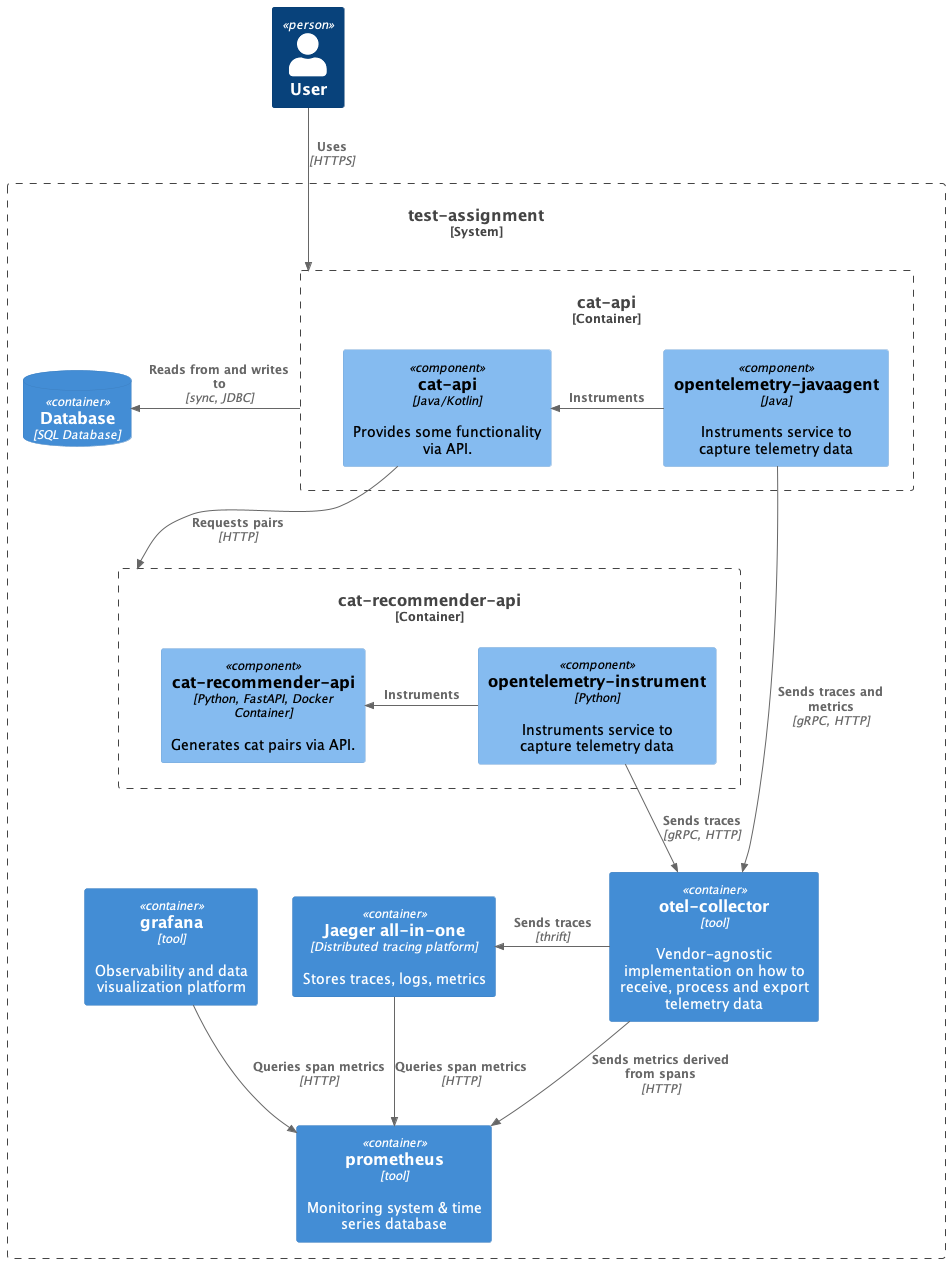 «person»
User
Uses
[HTTPS]
test-assignment
[System]
cat-api
[Container]
Reads from and writes
to
[sync, JDBC]
«container»
Database
[SQL Database]
«component»
cat-api
[Java/Kotlin]
Provides some functionality
via API.
Instruments
«component»
opentelemetry-javaagent
[Java]
Instruments service to
capture telemetry data
Requests pairs
[HTTP]
cat-recommender-api
[Container]
«component»
cat-recommender-api
[Python, FastAPI, Docker
Container]
Generates cat pairs via API.
Instruments
«component»
opentelemetry-instrument
[Python]
Instruments service to
capture telemetry data
Sends traces and
metrics
[gRPC, HTTP]
Sends traces
[gRPC, HTTP]
«container»
grafana
[tool]
Observability and data
visualization platform
«container»
Jaeger all-in-one
[Distributed tracing platform]
Stores traces, logs, metrics
Sends traces
[thrift]
«container»
otel-collector
[tool]
Vendor-agnostic
implementation on how to
receive, process and export
telemetry data
Queries span metrics
[HTTP]
Queries span metrics
[HTTP]
Sends metrics derived
from spans
[HTTP]
«container»
prometheus
[tool]
Monitoring system & time
series database